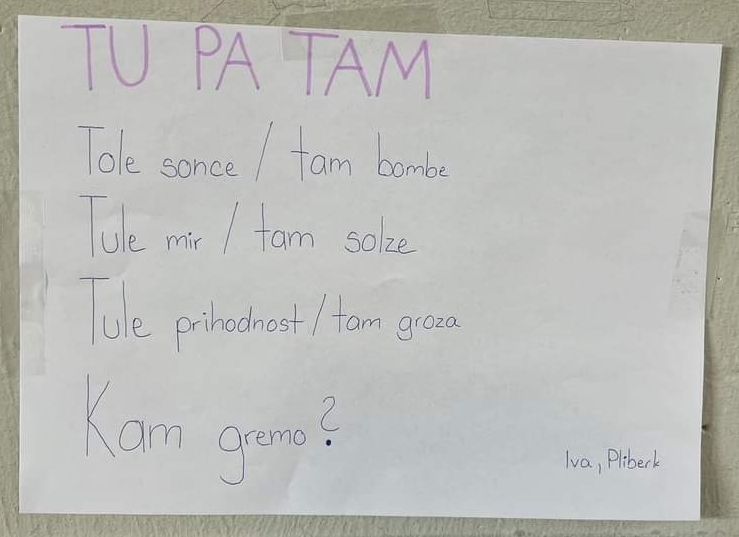 TU PA TAM
Tole sonce / tam bombe
Tule mir / tam solze
Tule prihodnost / tam groza
Kam gremo?
Iva, Pliberk